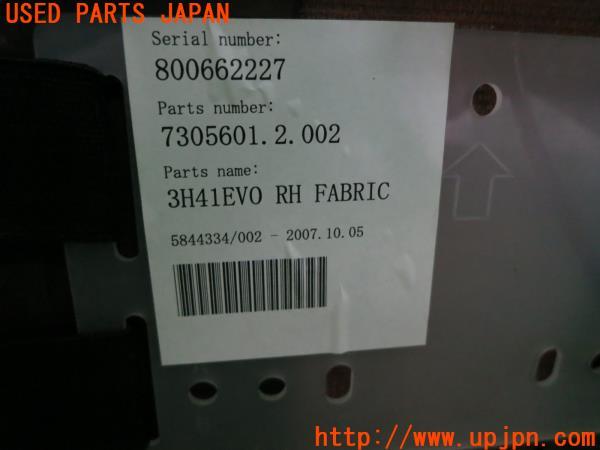 USED PARTS JAPAN
Serial number:
800662227
Parts number:
7305601.2.002
Parts name:
3H41EVO RH FABRIC
5844334/002 - 2007.10.05
http://www.upjpn.com